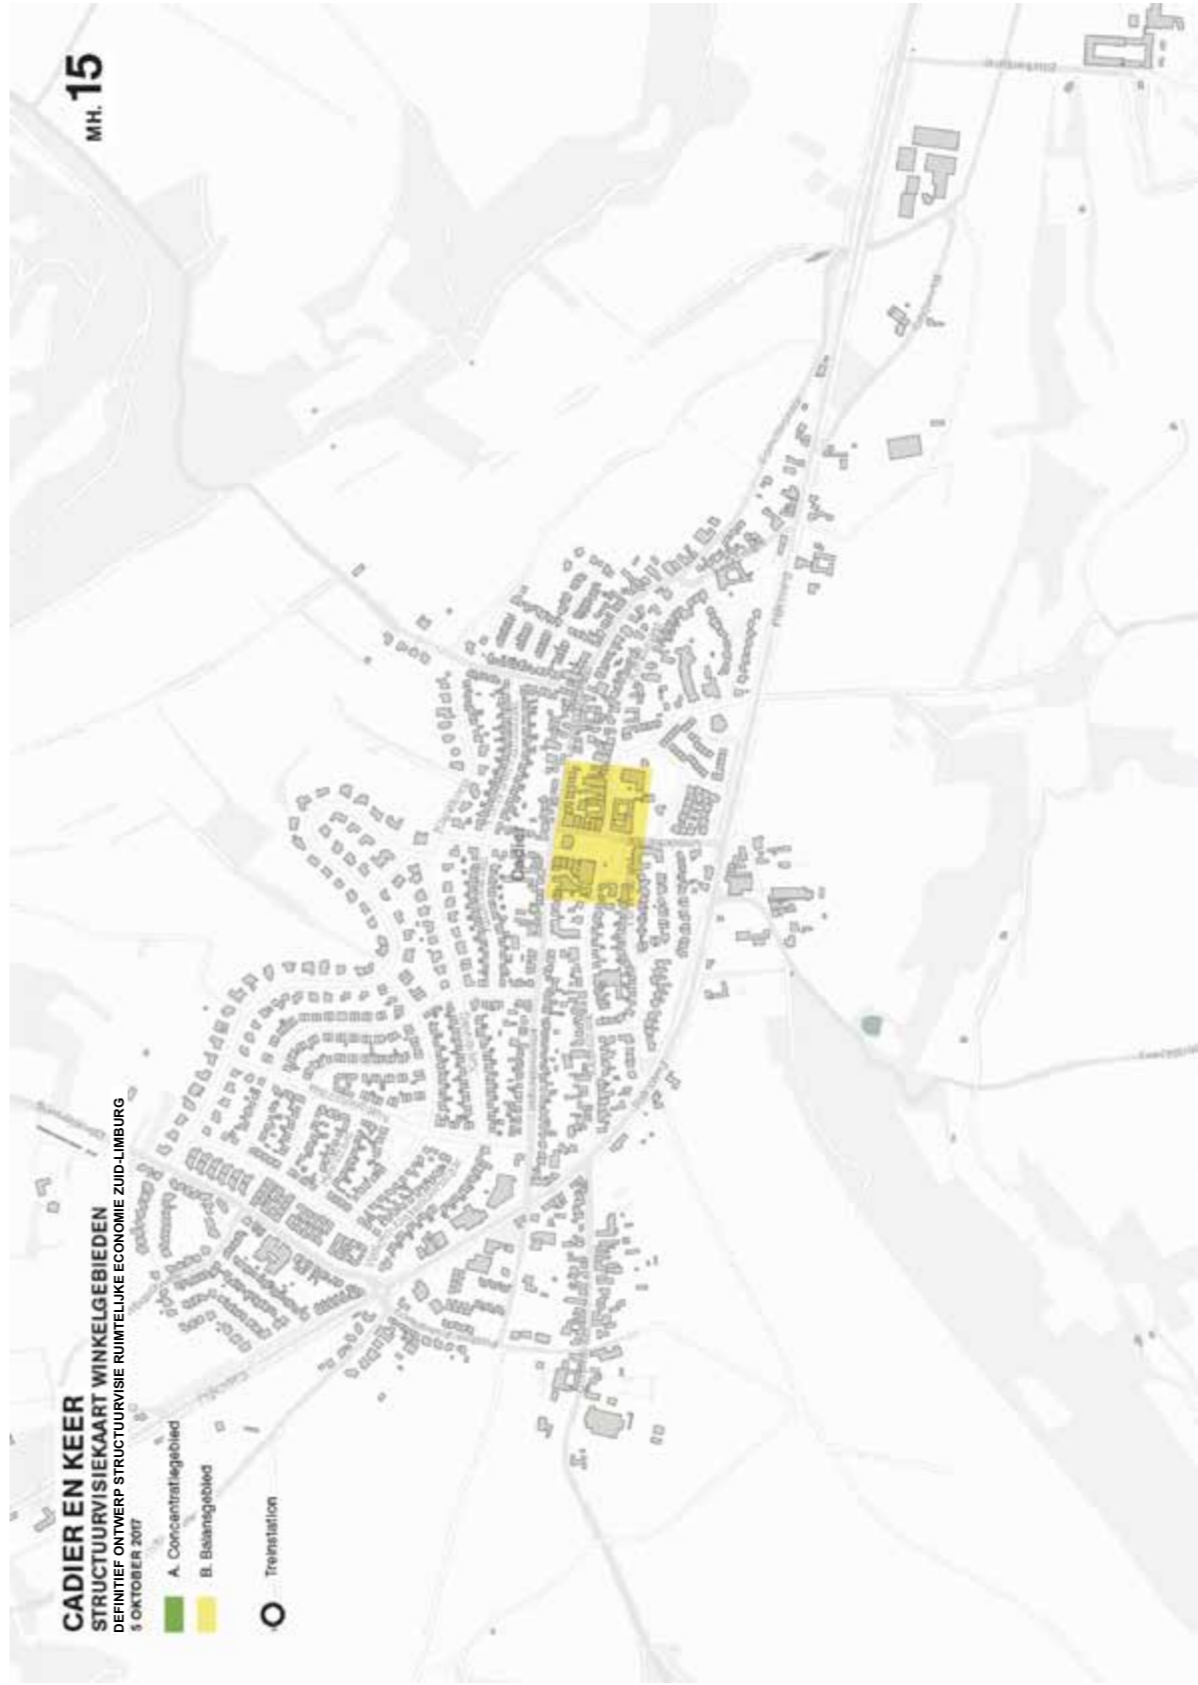 MH. 15
CADIER EN KEER
STRUCTUURVISIEKAART WINKELGEBIEDEN
DEFINITIEF ONTWERP STRUCTUURVISIE RUIMTELIJKE ECONOMIE ZUID-LIMBURG
5 OKTOBER 2017
A. Concentratiegebied
B. Balansgebied
Treinstation
Cadier